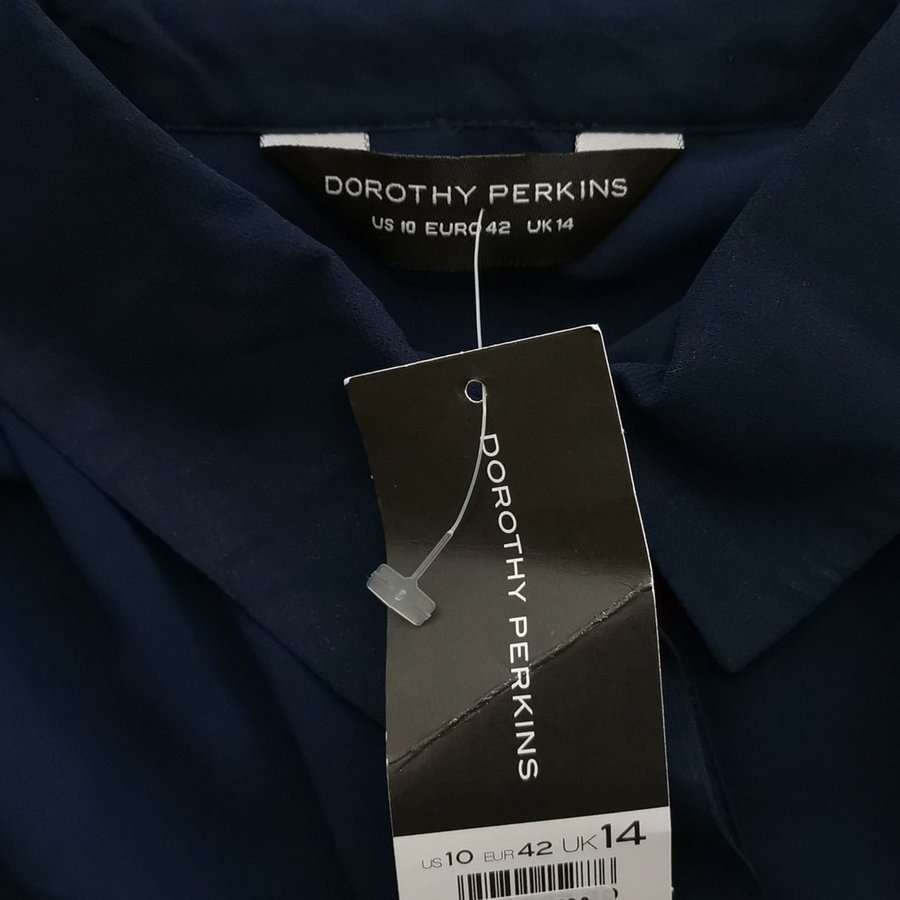 DOROTHY PERKINS
US 10 EURO 42 UK 14
DOROTHY PERKINS
US 10 EUR 42 UK 14